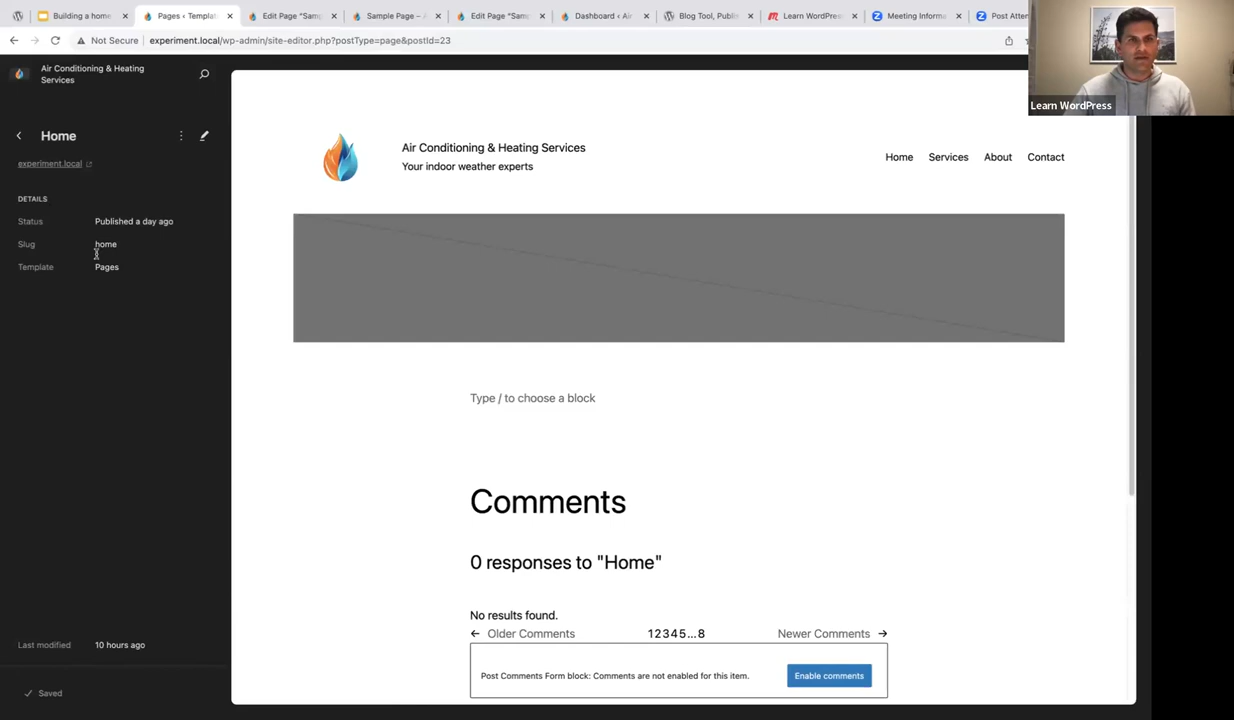 Building a home
Pages ‹ Templat
Edit Page "Samp
Sample Page – A
Edit Page "Samp
Dashboard ‹ Air
Blog Tool, Publis
Learn WordPress
Meeting Informa
Post Atten
Not Secure
experiment.local/wp-admin/site-editor.php?postType=page&postId=23
Air Conditioning & Heating
Services
Home
experiment.local
DETAILS
Status Published a day ago
Slug home
Template Pages
Last modified 10 hours ago
Saved
Air Conditioning & Heating Services
Your indoor weather experts
Home Services About Contact
Type / to choose a block
Comments
0 responses to "Home"
No results found.
← Older Comments 12345...8 Newer Comments →
Post Comments Form block: Comments are not enabled for this item. Enable comments
Learn WordPress